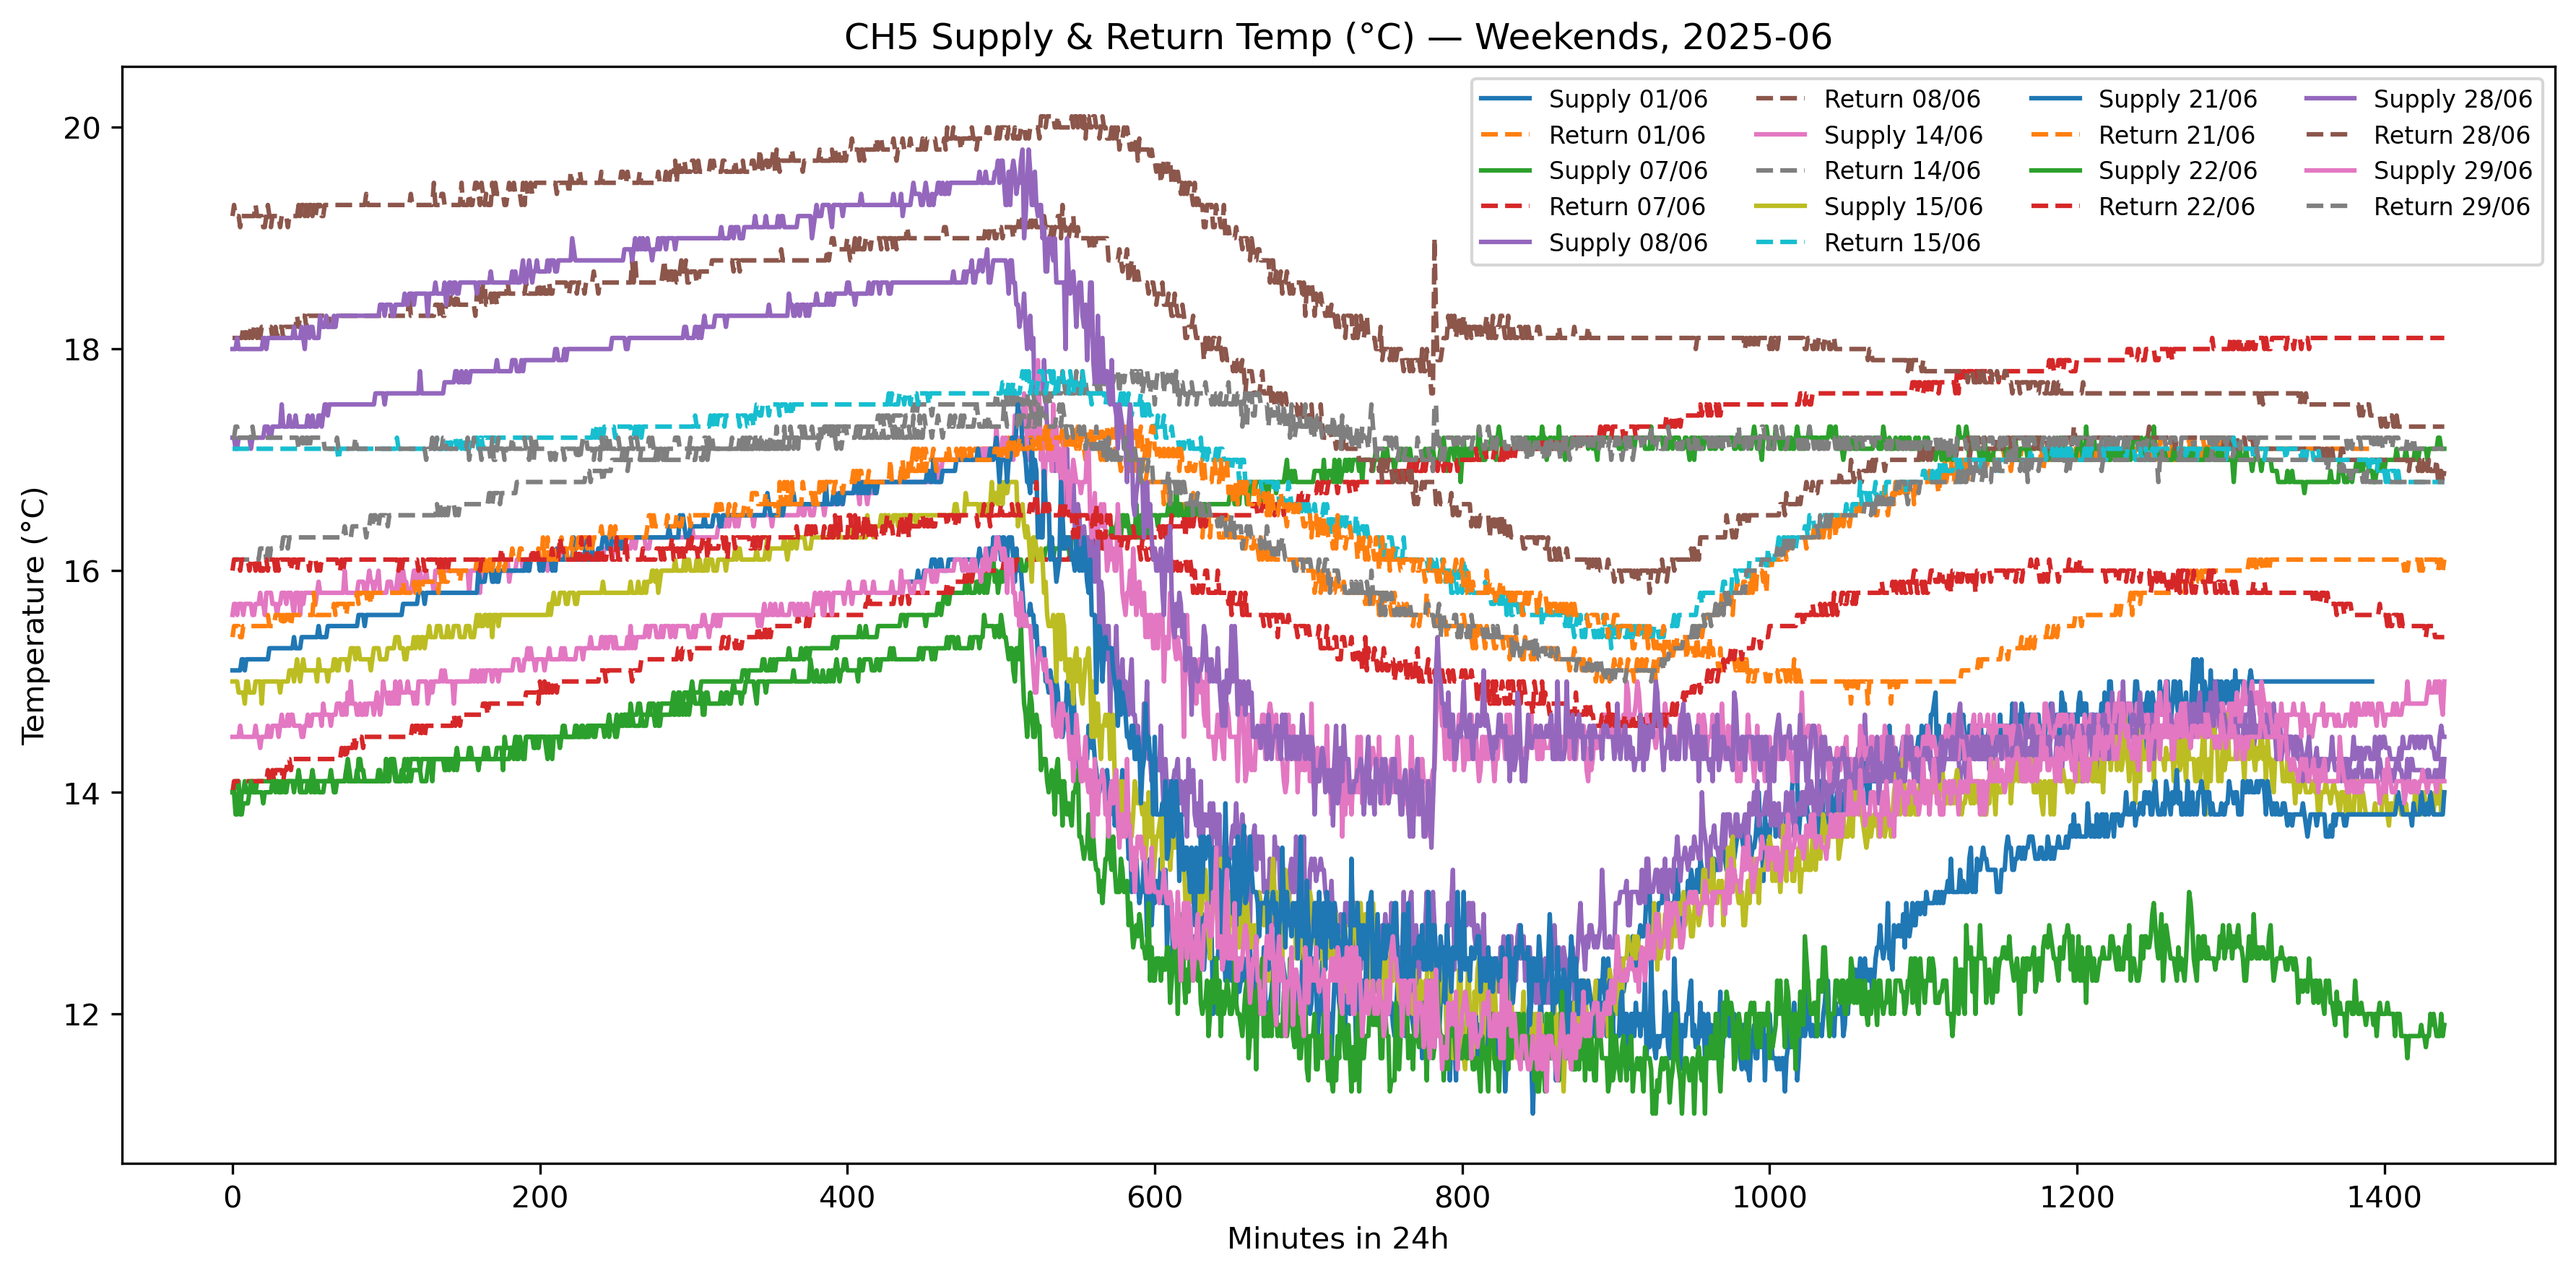 CH5 Supply & Return Temp (°C) — Weekends, 2025-06
Supply 01/06
Return 01/06
Supply 07/06
Return 07/06
Supply 08/06
Return 08/06
Supply 14/06
Return 14/06
Supply 15/06
Return 15/06
Supply 21/06
Return 21/06
Supply 22/06
Return 22/06
Supply 28/06
Return 28/06
Supply 29/06
Return 29/06
Temperature (°C)
20
18
16
14
12
0 200 400 600 800 1000 1200 1400
Minutes in 24h